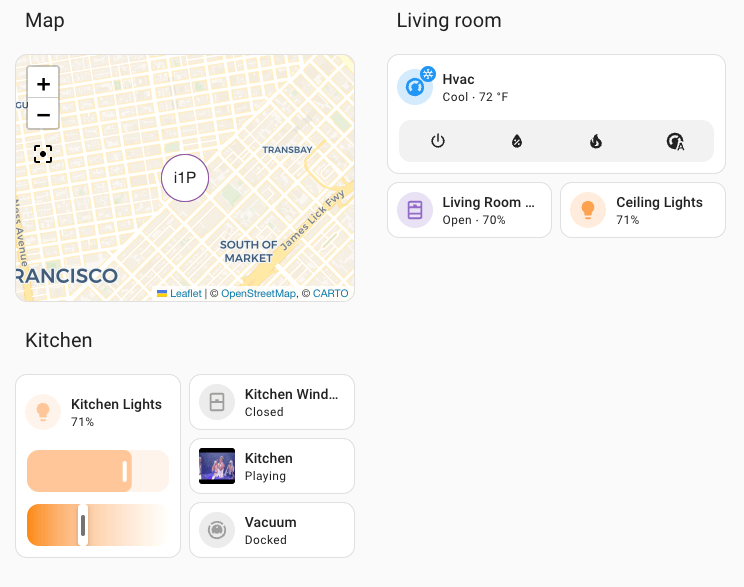 Map
+
−
GU
TRANSBAY
i1P
Ness Avenue
James Lick Fwy
SOUTH OF
MARKET
RANCISCO
Leaflet | © OpenStreetMap, © CARTO
Living room
Hvac
Cool · 72 °F
A
Living Room ...
Open · 70%
Ceiling Lights
71%
Kitchen
Kitchen Lights
71%
Kitchen Wind...
Closed
Kitchen
Playing
Vacuum
Docked